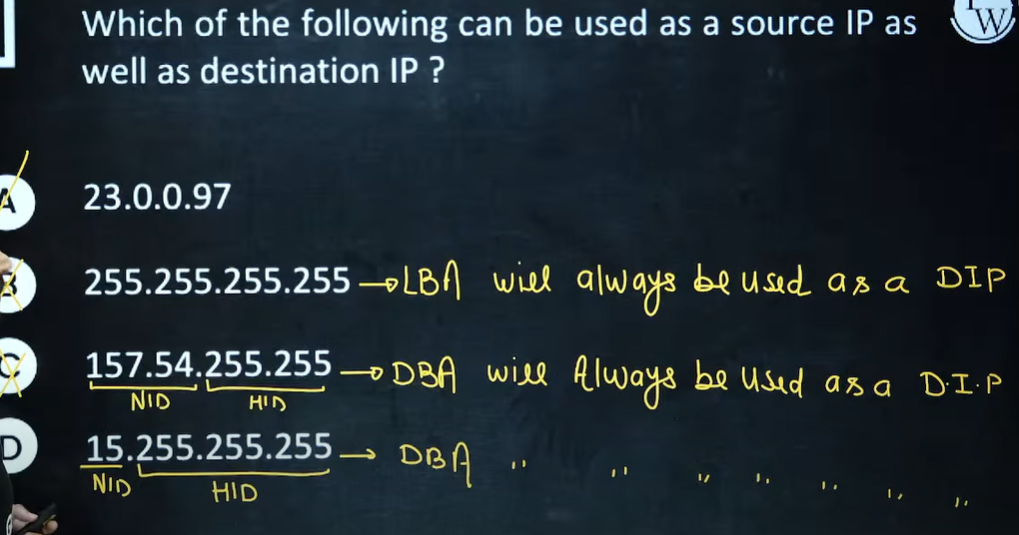 Which of the following can be used as a source IP as
well as destination IP ?
W
A 23.0.0.97
B 255.255.255.255 → LBA will always be used as a DIP
C 157.54.255.255 → DBA will Always be used as a D.I.P
NID HID
D 15.255.255.255 → DBA " " " " " " "
NID HID